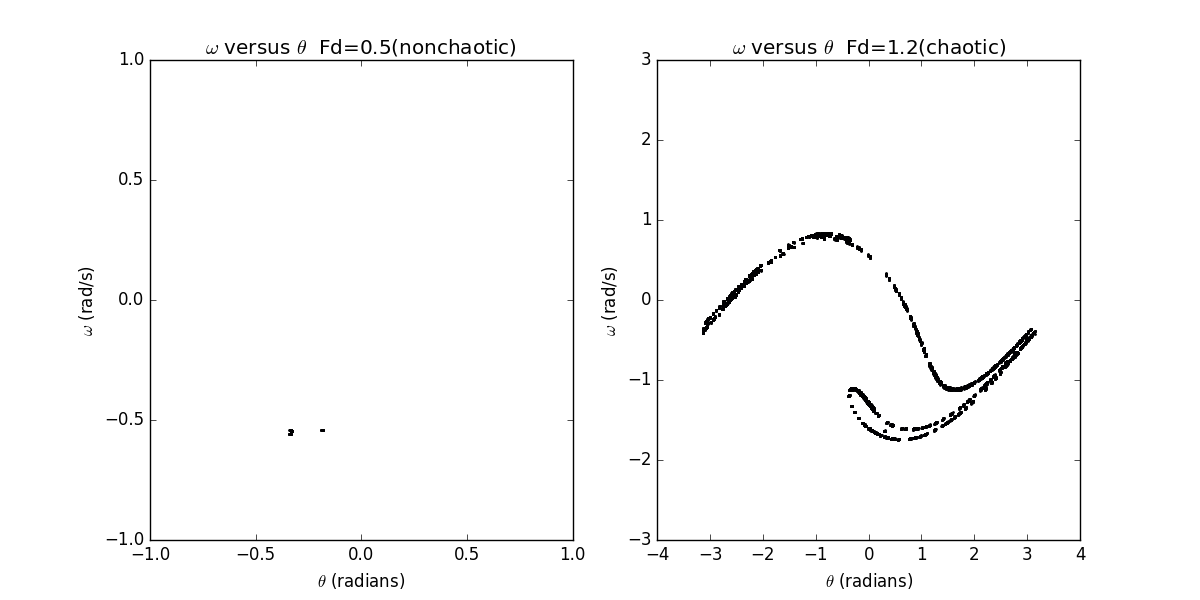 ω versus θ  Fd=0.5(nonchaotic)
1.0
0.5
0.0
−0.5
−1.0
−1.0 −0.5 0.0 0.5 1.0
ω (rad/s)
θ (radians)
ω versus θ  Fd=1.2(chaotic)
3
2
1
0
−1
−2
−3
−4 −3 −2 −1 0 1 2 3 4
ω (rad/s)
θ (radians)